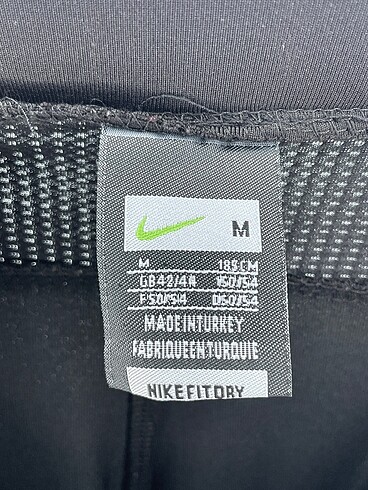 M
M 185CM
GB42/44 I50/54
F50/54 D50/54
MADEINTURKEY
FABRIQUEENTURQUIE
NIKEFITDRY